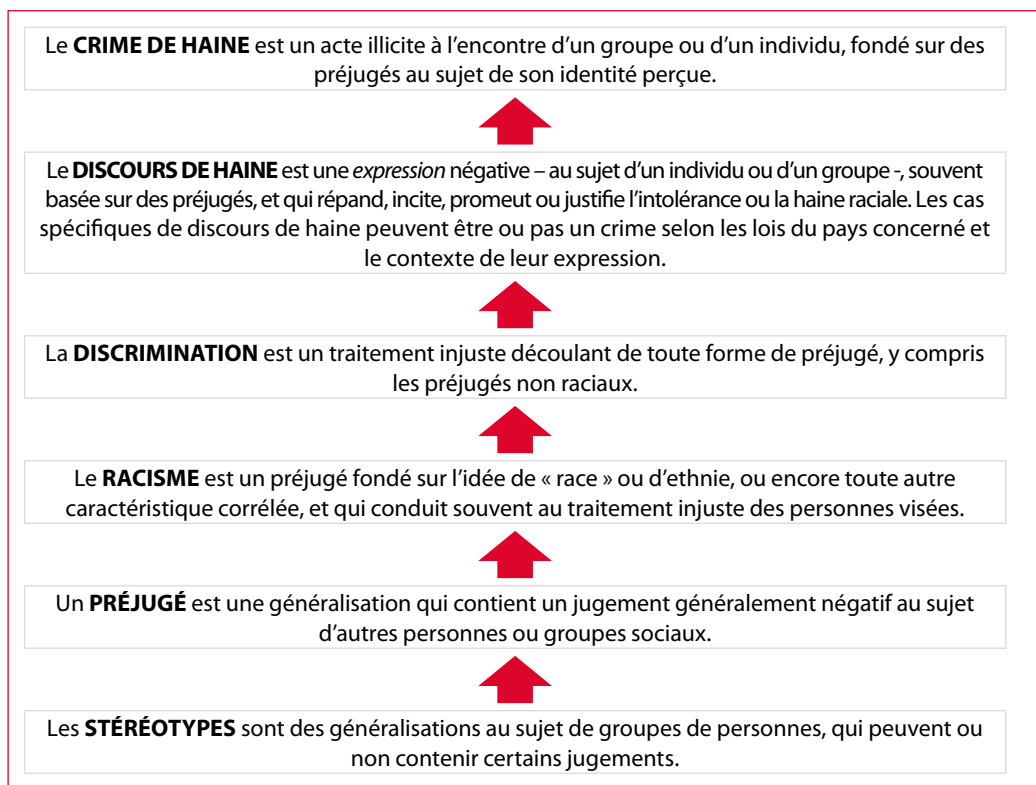 Le CRIME DE HAINE est un acte illicite à l’encontre d’un groupe ou d’un individu, fondé sur des
préjugés au sujet de son identité perçue.
Le DISCOURS DE HAINE est une expression négative – au sujet d’un individu ou d’un groupe -, souvent
basée sur des préjugés, et qui répand, incite, promeut ou justifie l’intolérance ou la haine raciale. Les cas
spécifiques de discours de haine peuvent être ou pas un crime selon les lois du pays concerné et
le contexte de leur expression.
La DISCRIMINATION est un traitement injuste découlant de toute forme de préjugé, y compris
les préjugés non raciaux.
Le RACISME est un préjugé fondé sur l’idée de « race » ou d’ethnie, ou encore toute autre
caractéristique corrélée, et qui conduit souvent au traitement injuste des personnes visées.
Un PRÉJUGÉ est une généralisation qui contient un jugement généralement négatif au sujet
d’autres personnes ou groupes sociaux.
Les STÉRÉOTYPES sont des généralisations au sujet de groupes de personnes, qui peuvent ou
non contenir certains jugements.